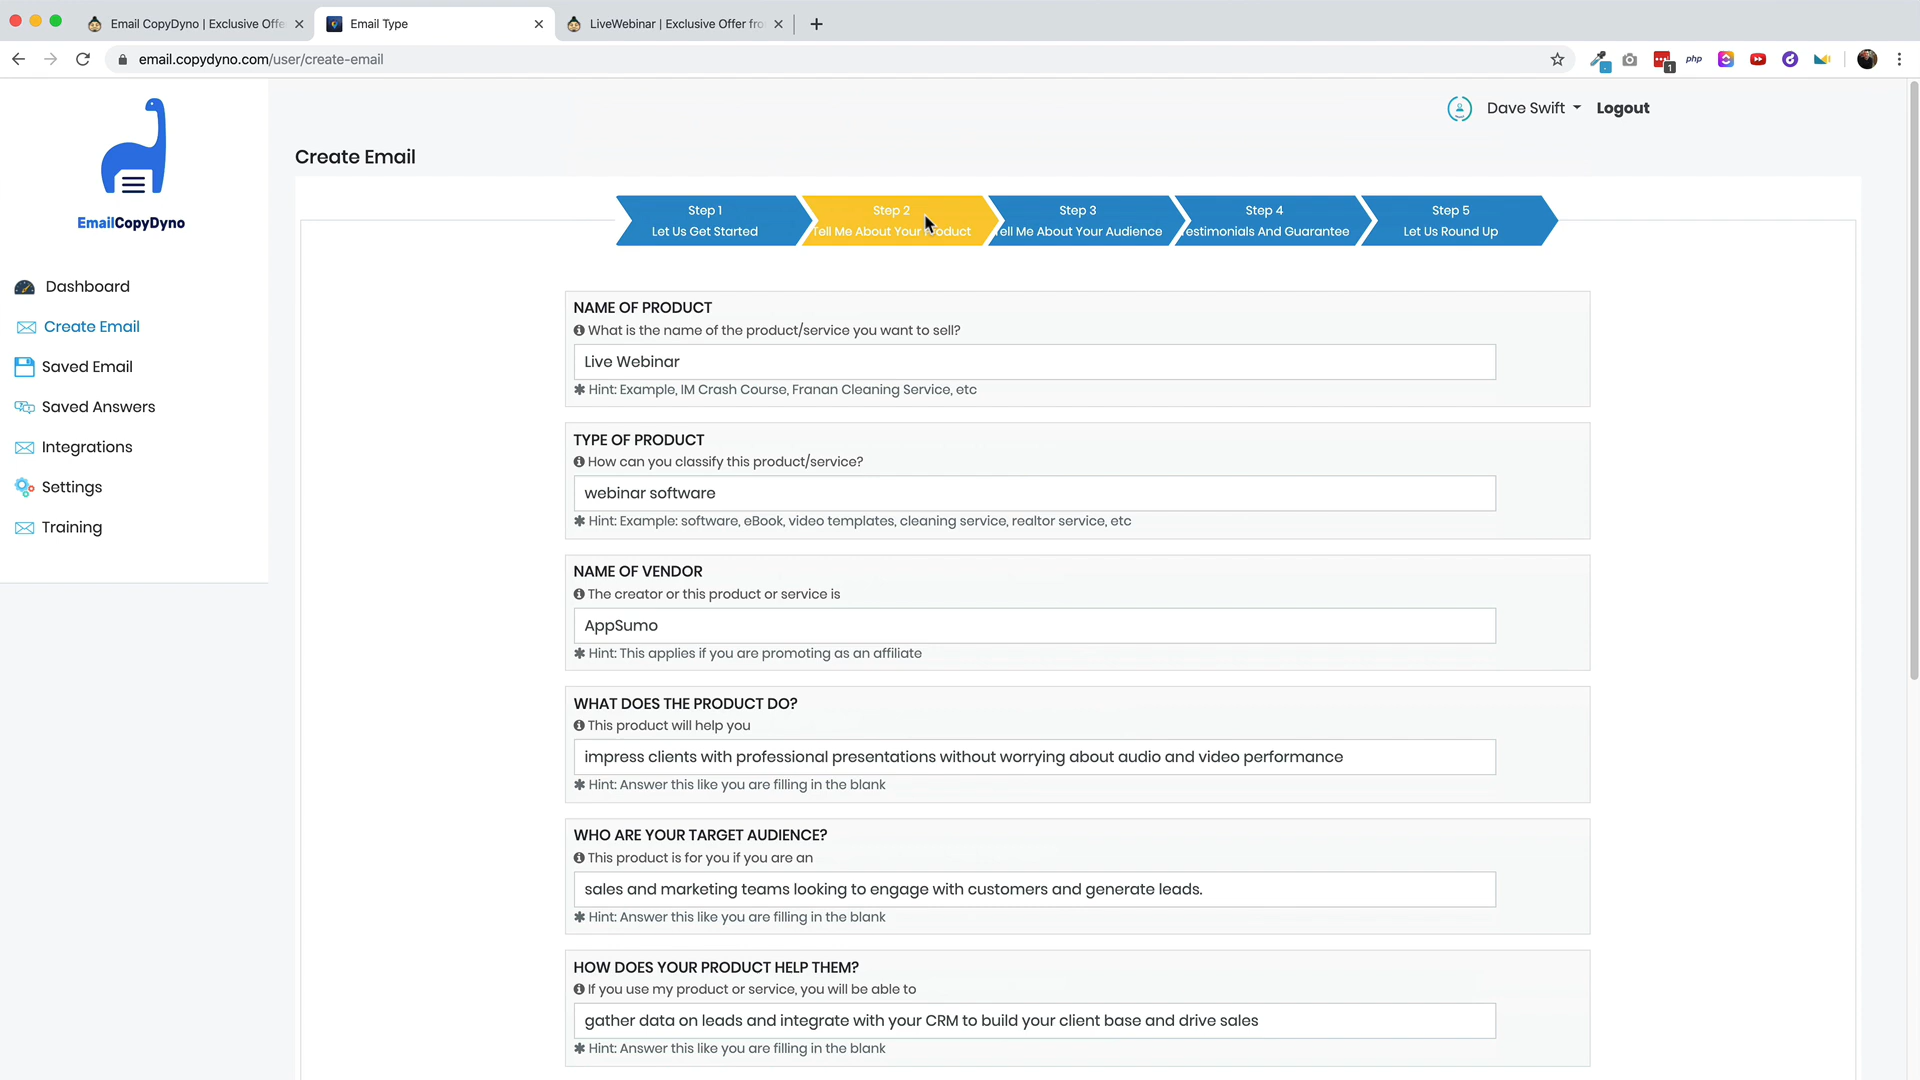 Email CopyDyno | Exclusive Offe
Email Type
LiveWebinar | Exclusive Offer fro
email.copydyno.com/user/create-email
php
1
Dave Swift
Logout
EmailCopyDyno
Create Email
Step 1
Let Us Get Started
Step 2
Tell Me About Your Product
Step 3
Tell Me About Your Audience
Step 4
Testimonials And Guarantee
Step 5
Let Us Round Up
Dashboard
Create Email
Saved Email
Saved Answers
Integrations
Settings
Training
NAME OF PRODUCT
What is the name of the product/service you want to sell?
Live Webinar
✱ Hint: Example, IM Crash Course, Franan Cleaning Service, etc
TYPE OF PRODUCT
How can you classify this product/service?
webinar software
✱ Hint: Example: software, eBook, video templates, cleaning service, realtor service, etc
NAME OF VENDOR
The creator or this product or service is
AppSumo
✱ Hint: This applies if you are promoting as an affiliate
WHAT DOES THE PRODUCT DO?
This product will help you
impress clients with professional presentations without worrying about audio and video performance
✱ Hint: Answer this like you are filling in the blank
WHO ARE YOUR TARGET AUDIENCE?
This product is for you if you are an
sales and marketing teams looking to engage with customers and generate leads.
✱ Hint: Answer this like you are filling in the blank
HOW DOES YOUR PRODUCT HELP THEM?
If you use my product or service, you will be able to
gather data on leads and integrate with your CRM to build your client base and drive sales
✱ Hint: Answer this like you are filling in the blank